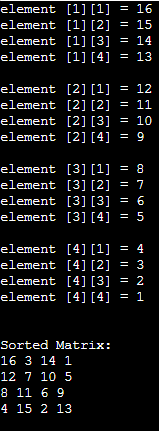 element [1][1] = 16
element [1][2] = 15
element [1][3] = 14
element [1][4] = 13
element [2][1] = 12
element [2][2] = 11
element [2][3] = 10
element [2][4] = 9
element [3][1] = 8
element [3][2] = 7
element [3][3] = 6
element [3][4] = 5
element [4][1] = 4
element [4][2] = 3
element [4][3] = 2
element [4][4] = 1
Sorted Matrix:
16 3 14 1
12 7 10 5
8 11 6 9
4 15 2 13